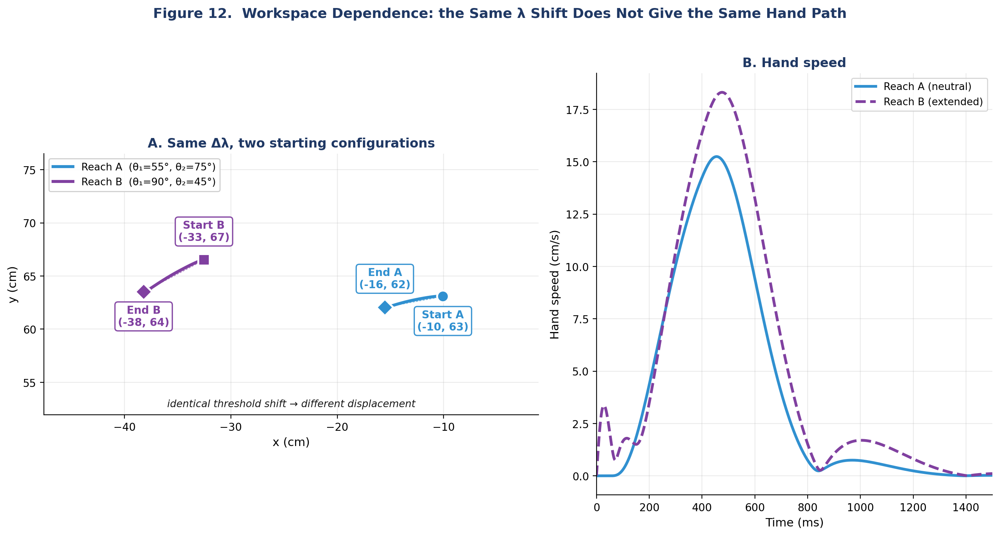 Figure 12.  Workspace Dependence: the Same λ Shift Does Not Give the Same Hand Path
A. Same Δλ, two starting configurations
Reach A  (θ₁=55°, θ₂=75°)
Reach B  (θ₁=90°, θ₂=45°)
75
70
65
60
55
y (cm)
Start B
(-33, 67)
End B
(-38, 64)
End A
(-16, 62)
Start A
(-10, 63)
identical threshold shift → different displacement
−40
−30
−20
−10
x (cm)
B. Hand speed
Reach A (neutral)
Reach B (extended)
17.5
15.0
12.5
10.0
7.5
5.0
2.5
0.0
Hand speed (cm/s)
0
200
400
600
800
1000
1200
1400
Time (ms)